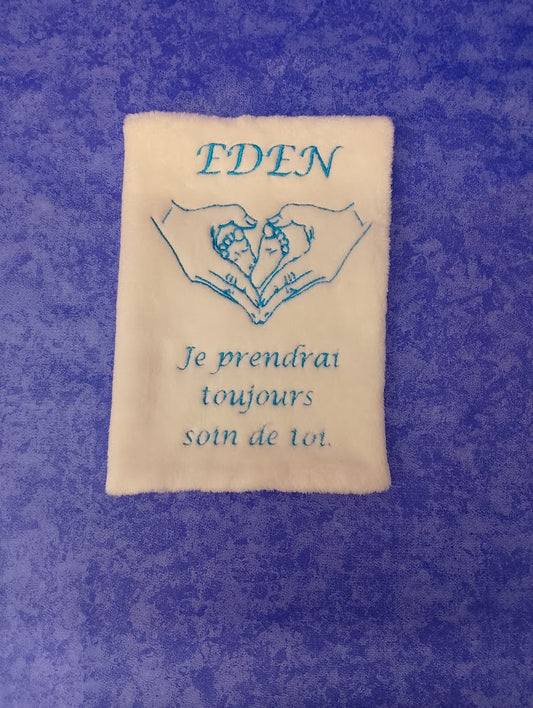 EDEN
Je prendrai
toujours
soin de toi.